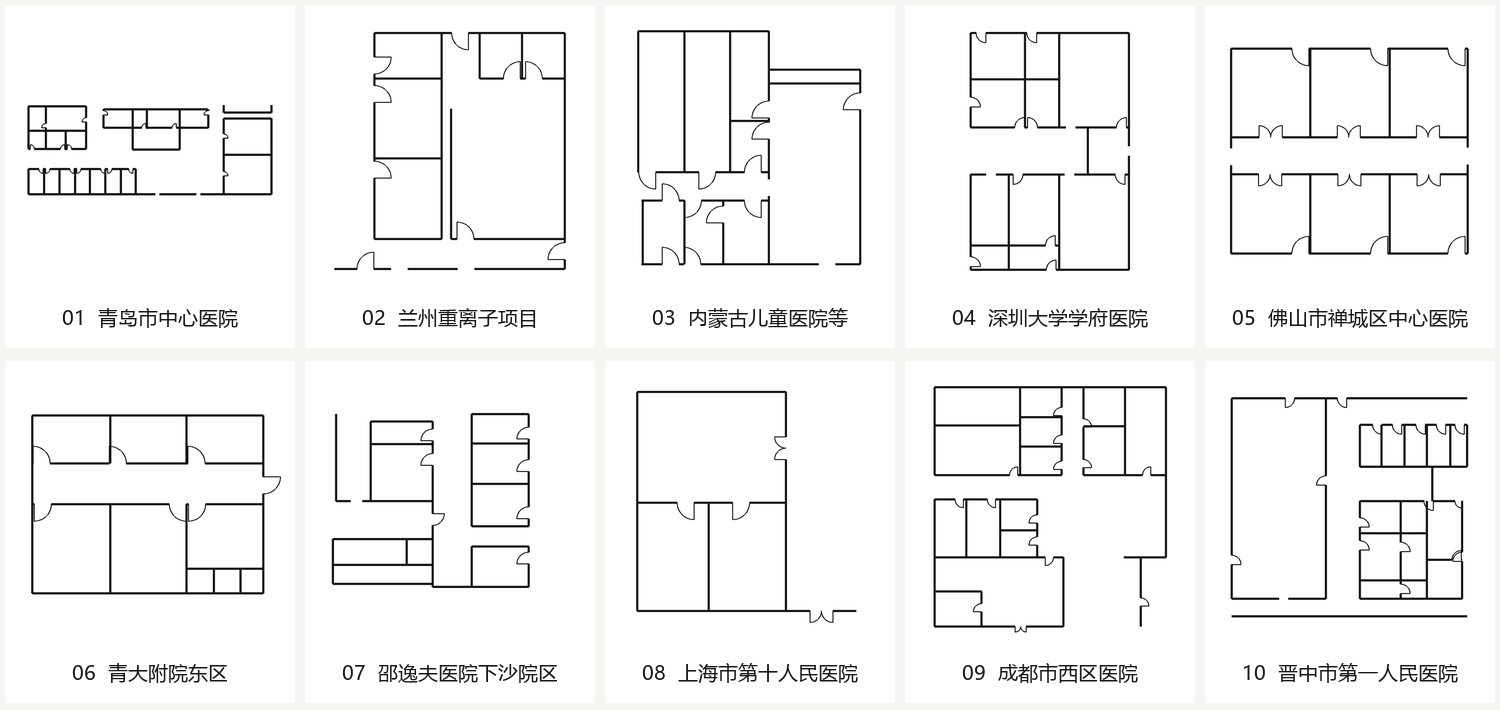 01 青岛市中心医院
02 兰州重离子项目
03 内蒙古儿童医院等
04 深圳大学学府医院
05 佛山市禅城区中心医院
06 青大附院东区
07 邵逸夫医院下沙院区
08 上海市第十人民医院
09 成都市西区医院
10 晋中市第一人民医院